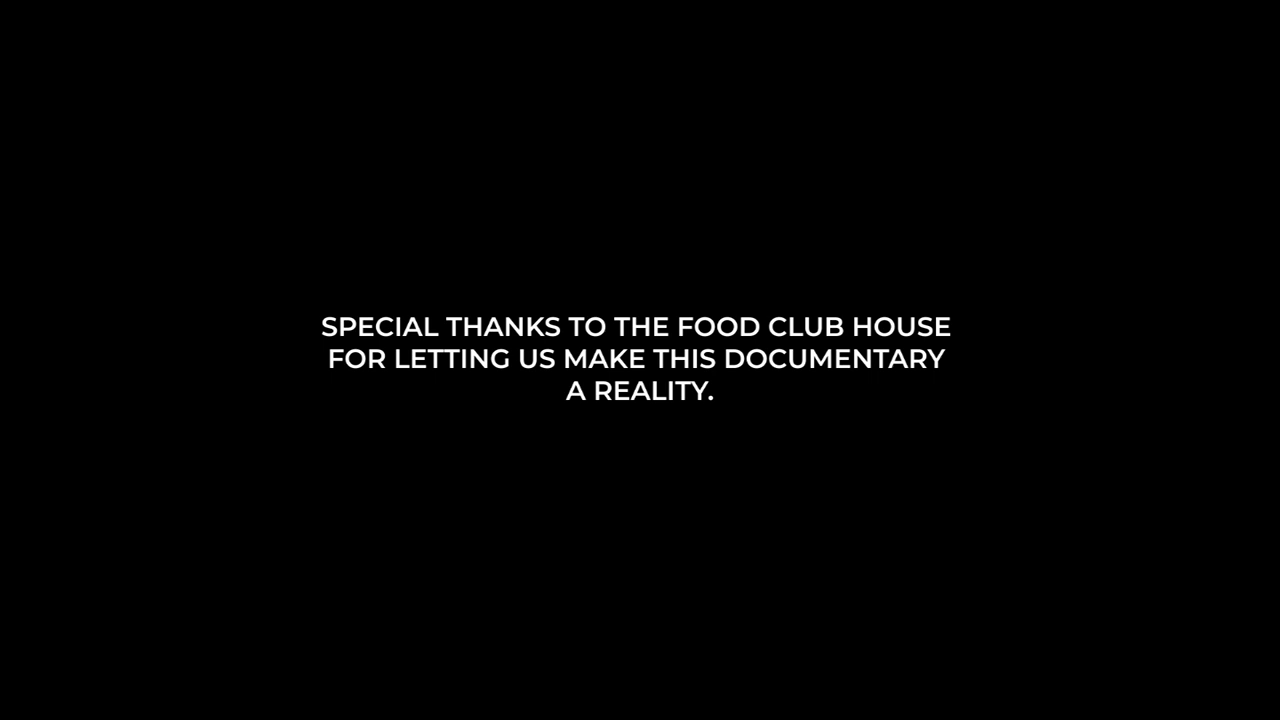 SPECIAL THANKS TO THE FOOD CLUB HOUSE
FOR LETTING US MAKE THIS DOCUMENTARY
A REALITY.